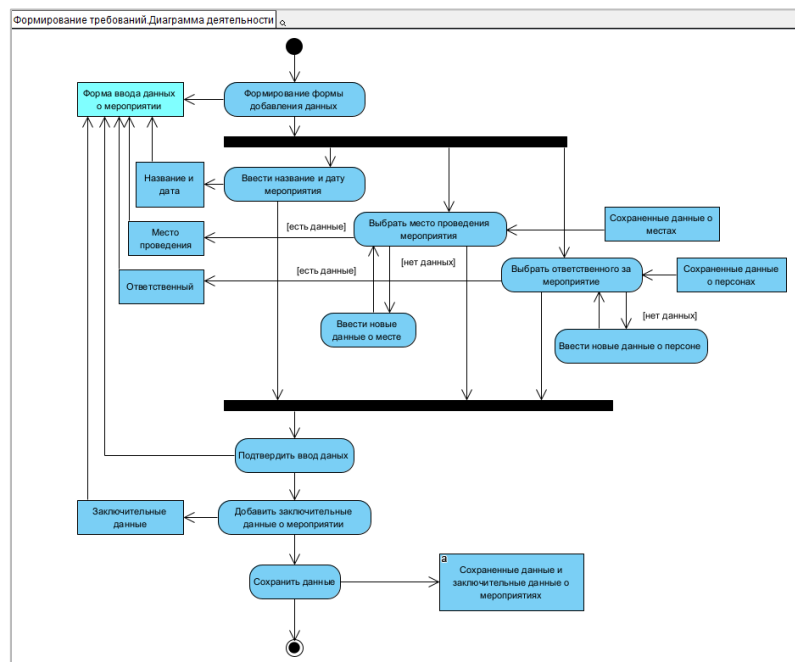 Формирование требований.Диаграмма деятельности
Форма ввода данных
о мероприятии
Формирование формы
добавления данных
Название и
дата
Ввести название и дату
мероприятия
Место
проведения
[есть данные]
Выбрать место проведения
мероприятия
Сохраненные данные о
местах
Ответственный
[есть данные]
[нет данных]
Выбрать ответственного за
мероприятие
Сохраненные данные
о персонах
Ввести новые
данные о месте
[нет данных]
Ввести новые данные о персоне
Подтвердить ввод даных
Заключительные
данные
Добавить заключительные
данные о мероприятии
Сохранить данные
a
Сохраненные данные и
заключительные данные о
мероприятиях